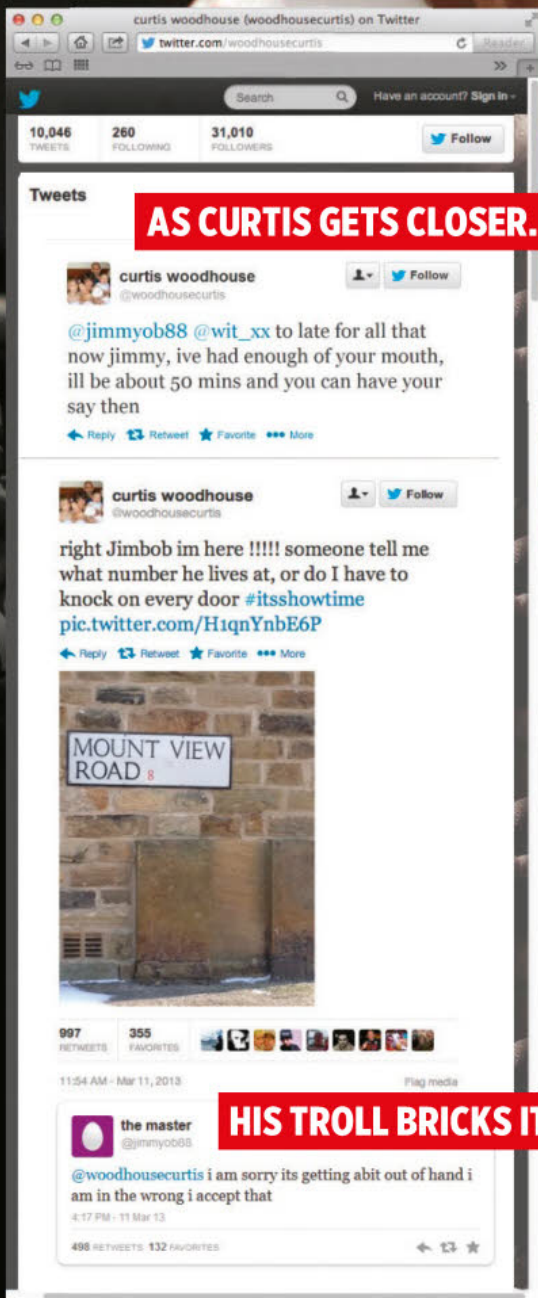 curtis woodhouse (woodhousecurtis) on Twitter
twitter.com/woodhousecurtis
Reader
Search
Have an account? Sign in
10,046 260 31,010
TWEETS FOLLOWING FOLLOWERS
Follow
Tweets
AS CURTIS GETS CLOSER.
curtis woodhouse
@woodhousecurtis
Follow
@jimmyob88 @wit_xx to late for all that
now jimmy, ive had enough of your mouth,
ill be about 50 mins and you can have your
say then
Reply Retweet Favorite More
curtis woodhouse
@woodhousecurtis
Follow
right Jimbob im here !!!!! someone tell me
what number he lives at, or do I have to
knock on every door #itsshowtime
pic.twitter.com/H1qnYnbE6P
Reply Retweet Favorite More
MOUNT VIEW
ROAD 8
997 355
RETWEETS FAVORITES
11:54 AM - Mar 11, 2013
Flag media
the master
@jimmyob88
HIS TROLL BRICKS IT
@woodhousecurtis i am sorry its getting abit out of hand i
am in the wrong i accept that
4:17 PM - 11 Mar 13
498 RETWEETS 132 FAVORITES